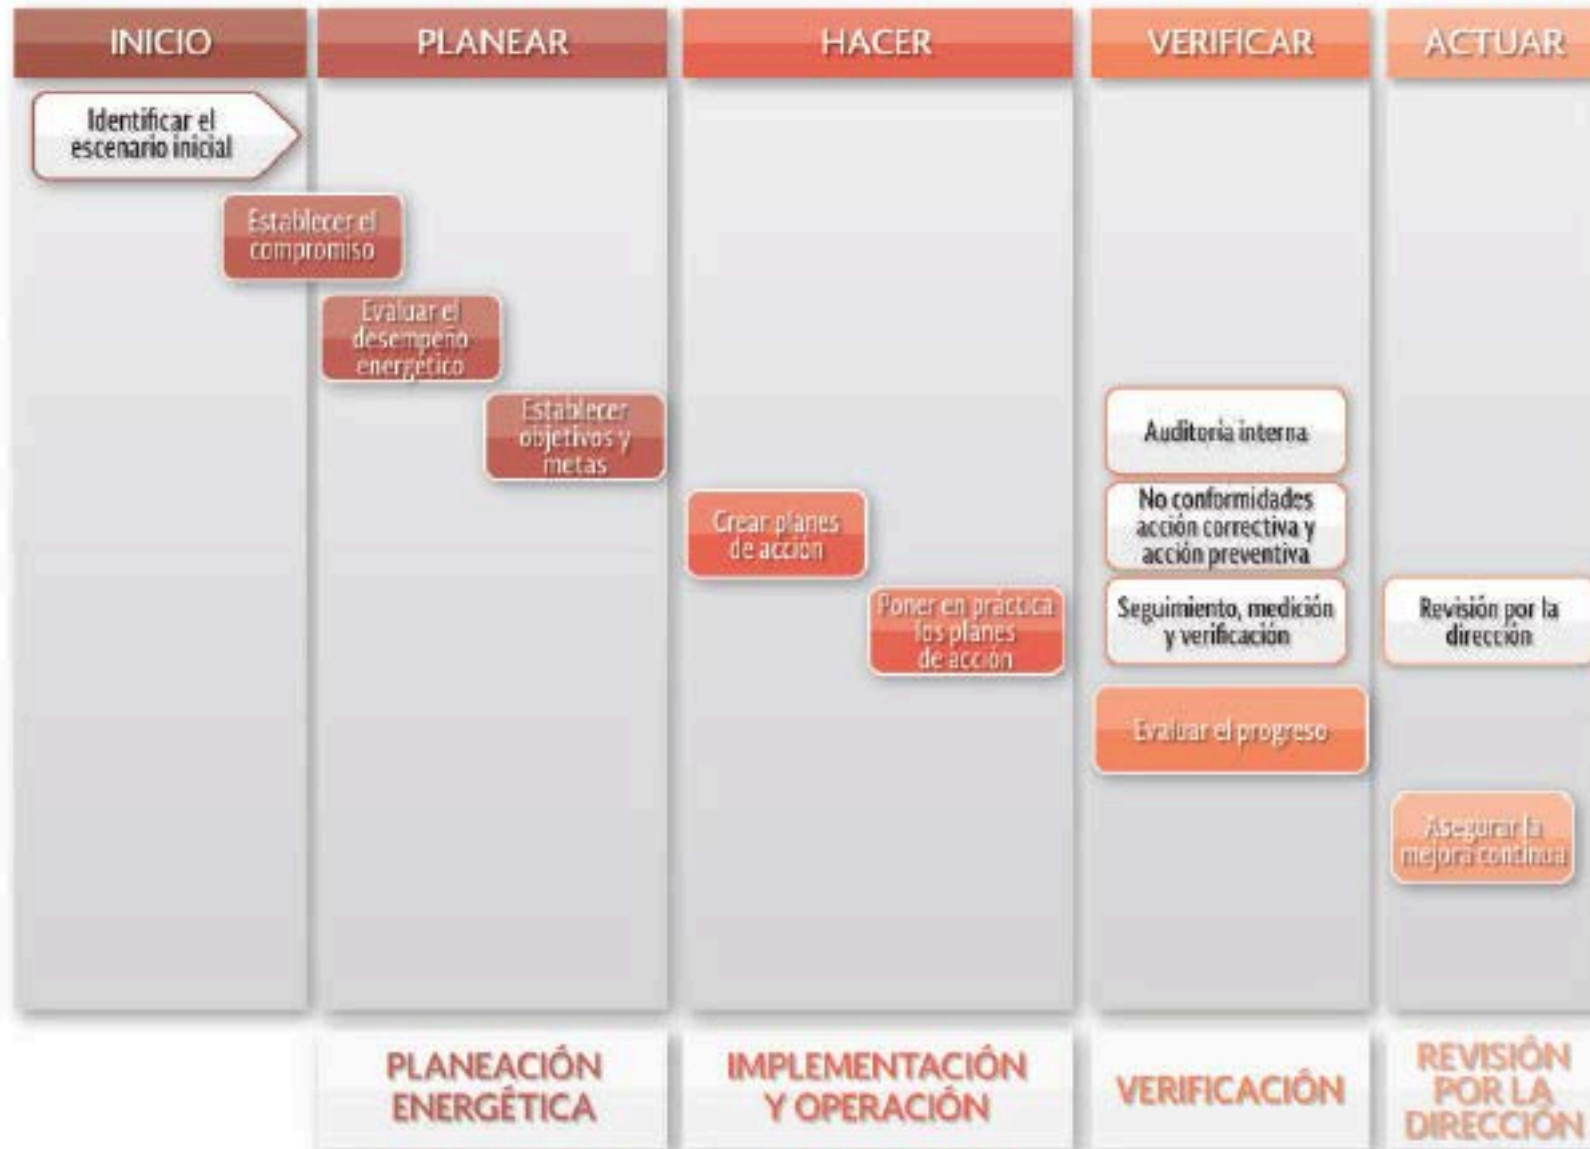 INICIO
PLANEAR
HACER
VERIFICAR
ACTUAR
Identificar el
escenario inicial
Establecer el
compromiso
Evaluar el
desempeño
energético
Establecer
objetivos y
metas
Crear planes
de acción
Poner en práctica
los planes
de acción
Auditoría interna
No conformidades
acción correctiva y
acción preventiva
Seguimiento, medición
y verificación
Evaluar el progreso
Revisión por la
dirección
Asegurar la
mejora continua
PLANEACIÓN
ENERGÉTICA
IMPLEMENTACIÓN
Y OPERACIÓN
VERIFICACIÓN
REVISIÓN
POR LA
DIRECCIÓN